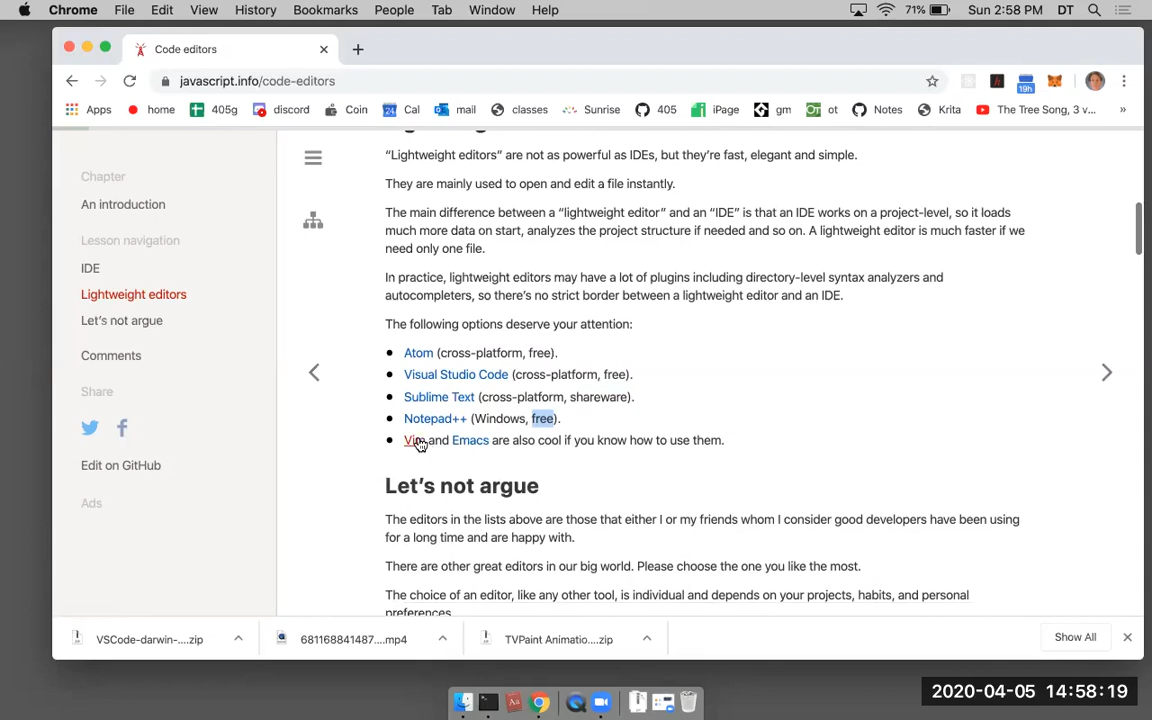 Chrome File Edit View History Bookmarks People Tab Window Help 71% Sun 2:58 PM DT
Code editors
javascript.info/code-editors
19h
Apps home 405g discord Coin 24 Cal mail classes Sunrise 405 iPage gm ot Notes Krita The Tree Song, 3 v... »
Chapter
An introduction
Lesson navigation
IDE
Lightweight editors
Let's not argue
Comments
Share
Edit on GitHub
Ads
“Lightweight editors” are not as powerful as IDEs, but they’re fast, elegant and simple.
They are mainly used to open and edit a file instantly.
The main difference between a “lightweight editor” and an “IDE” is that an IDE works on a project-level, so it loads
much more data on start, analyzes the project structure if needed and so on. A lightweight editor is much faster if we
need only one file.
In practice, lightweight editors may have a lot of plugins including directory-level syntax analyzers and
autocompleters, so there’s no strict border between a lightweight editor and an IDE.
The following options deserve your attention:
Atom (cross-platform, free).
Visual Studio Code (cross-platform, free).
Sublime Text (cross-platform, shareware).
Notepad++ (Windows, free).
Vim and Emacs are also cool if you know how to use them.
Let’s not argue
The editors in the lists above are those that either I or my friends whom I consider good developers have been using
for a long time and are happy with.
There are other great editors in our big world. Please choose the one you like the most.
The choice of an editor, like any other tool, is individual and depends on your projects, habits, and personal
preferences
VSCode-darwin-....zip 681168841487....mp4 TVPaint Animatio....zip Show All
2020-04-05 14:58:19